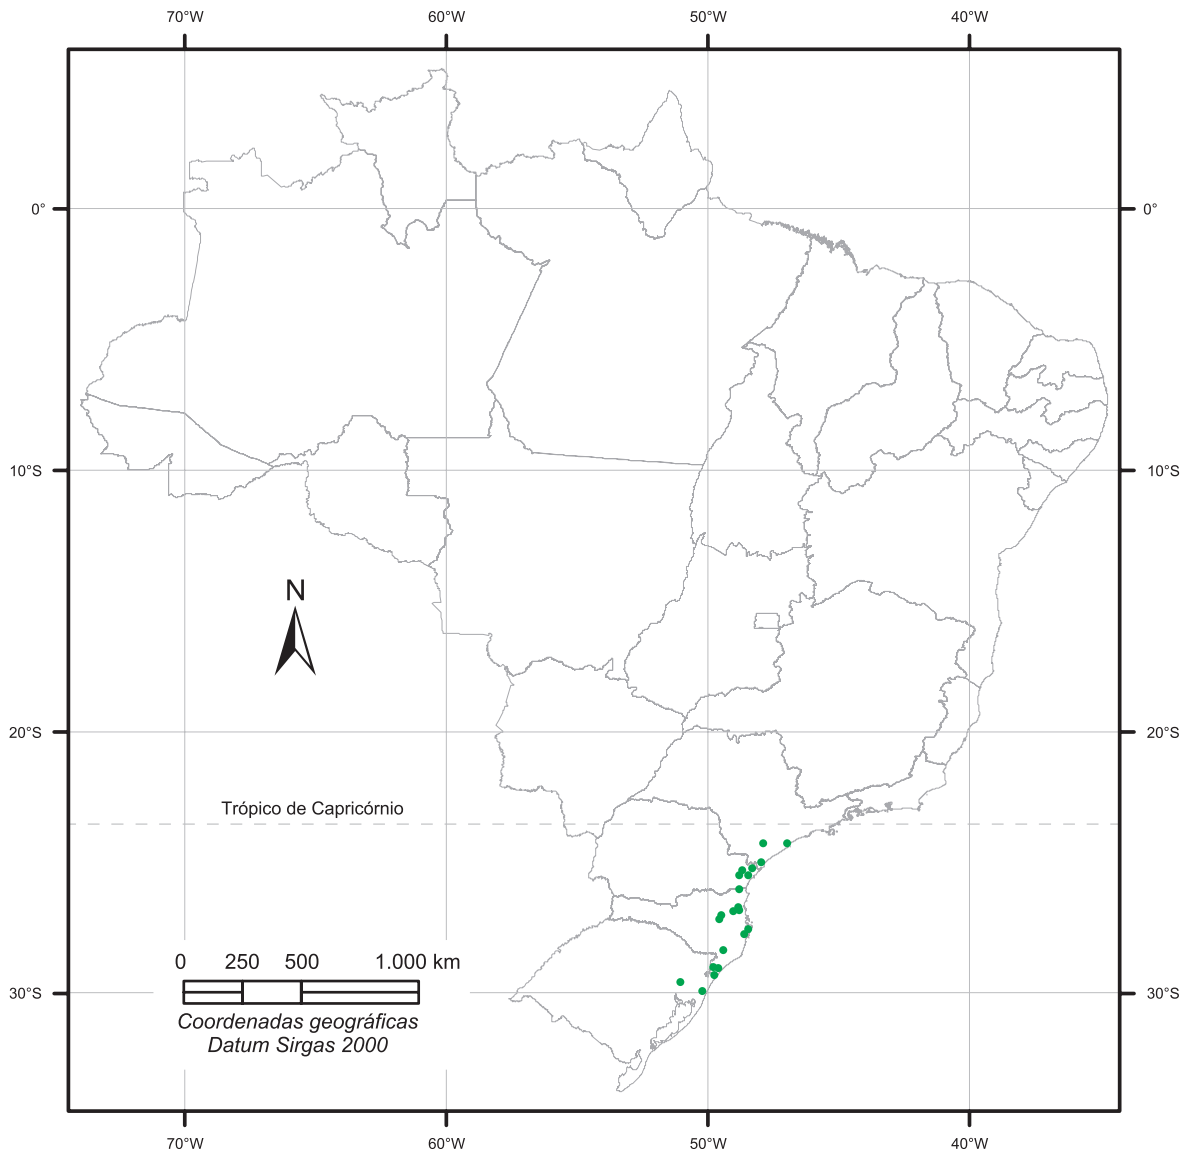 70°W 60°W 50°W 40°W
0° 0°
10°S 10°S
N
20°S 20°S
Trópico de Capricórnio
0 250 500 1.000 km
30°S 30°S
Coordenadas geográficas
Datum Sirgas 2000
70°W 60°W 50°W 40°W